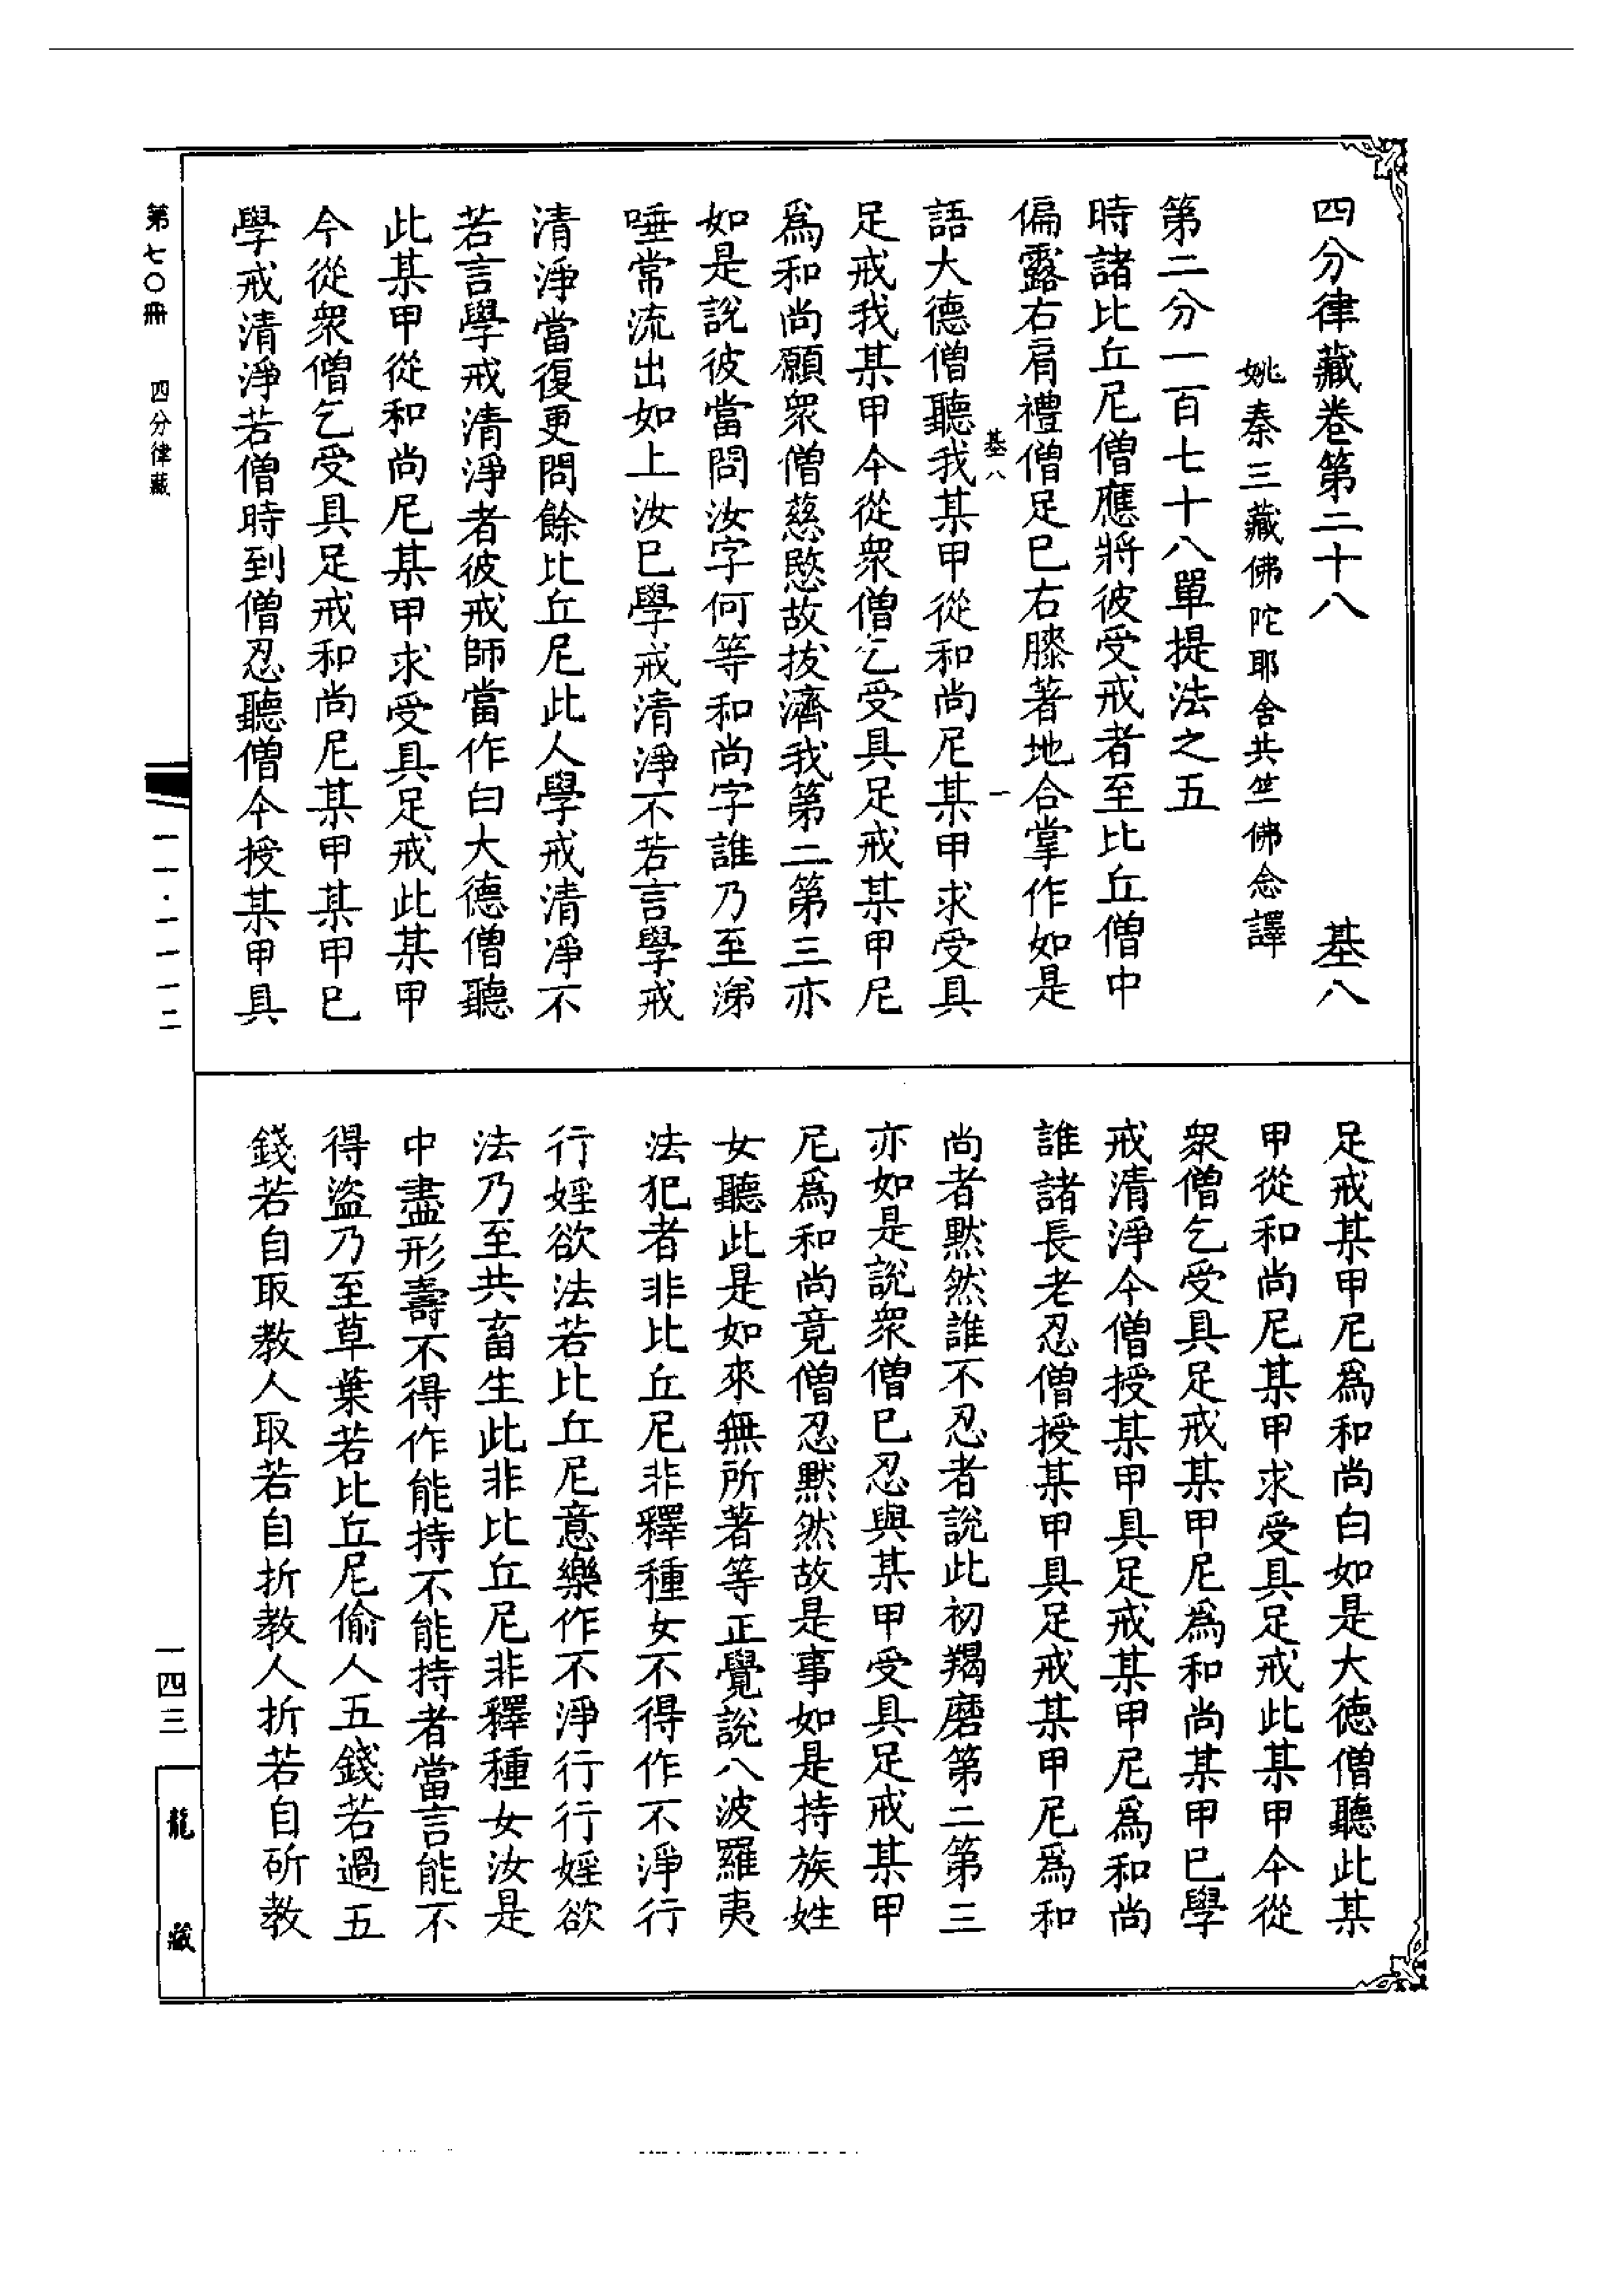 四分律藏卷第二十八　基八
姚秦三藏佛陀耶舍共竺佛念譯
第二分一百七十八單提法之五
時諸比丘尼僧應將彼受戒者至比丘僧中
偏露右肩禮僧足已右膝著地合掌作如是
基八　一
語大德僧聽我某甲從和尚尼某甲求受具
足戒我某甲今從衆僧乞受具足戒某甲尼
爲和尚願衆僧慈愍故拔濟我第二第三亦
如是說彼當問汝字何等和尚字誰乃至涕
唾常流出如上汝已學戒清淨不若言學戒
清淨當復更問餘比丘尼此人學戒清淨不
若言學戒清淨者彼戒師當作白大德僧聽
此某甲從和尚尼某甲求受具足戒此某甲
今從衆僧乞受具足戒和尚尼某甲某甲已
學戒清淨若僧時到僧忍聽僧今授某甲具
足戒某甲尼爲和尚白如是大德僧聽此某
甲從和尚尼某甲求受具足戒此某甲今從
衆僧乞受具足戒某甲尼爲和尚某甲已學
戒清淨今僧授某甲具足戒某甲尼爲和尚
誰諸長老忍僧授某甲具足戒某甲尼爲和
尚者默然誰不忍者說此初羯磨第二第三
亦如是說衆僧已忍與某甲受具足戒某甲
尼爲和尚竟僧忍默然故是事如是持族姓
女聽此是如來無所著等正覺說八波羅夷
法犯者非比丘尼非釋種女不得作不淨行
行婬欲法若比丘尼意樂作不淨行行婬欲
法乃至共畜生此非比丘尼非釋種女汝是
中盡形壽不得作能持不能持者當言能不
得盜乃至草葉若比丘尼偷人五錢若過五
錢若自取教人取若自折教人折若自斫教
第七〇冊　四分律藏
一一·一一一二
一四三
龍藏